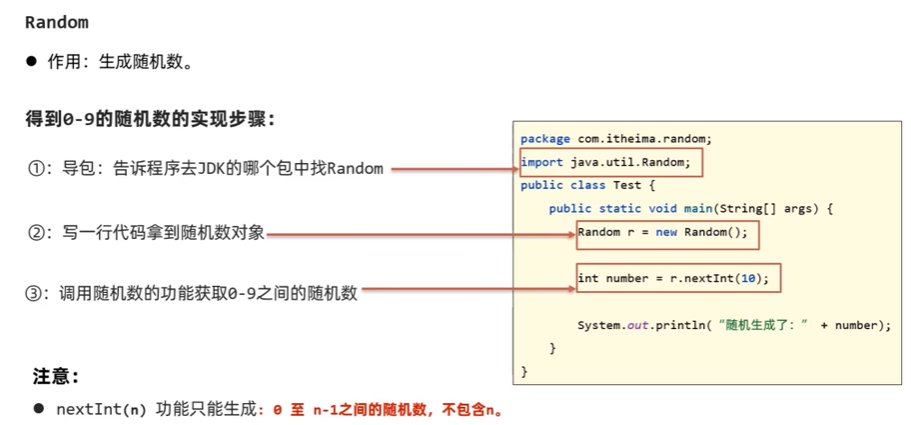 Random
● 作用：生成随机数。
得到0-9的随机数的实现步骤：
①：导包：告诉程序去JDK的哪个包中找Random
②：写一行代码拿到随机数对象
③：调用随机数的功能获取0-9之间的随机数
package com.itheima.random;
import java.util.Random;
public class Test {
    public static void main(String[] args) {
        Random r = new Random();
        int number = r.nextInt(10);
        System.out.println( “随机生成了：” + number);
    }
}
注意：
● nextInt(n) 功能只能生成：0 至 n-1之间的随机数，不包含n。